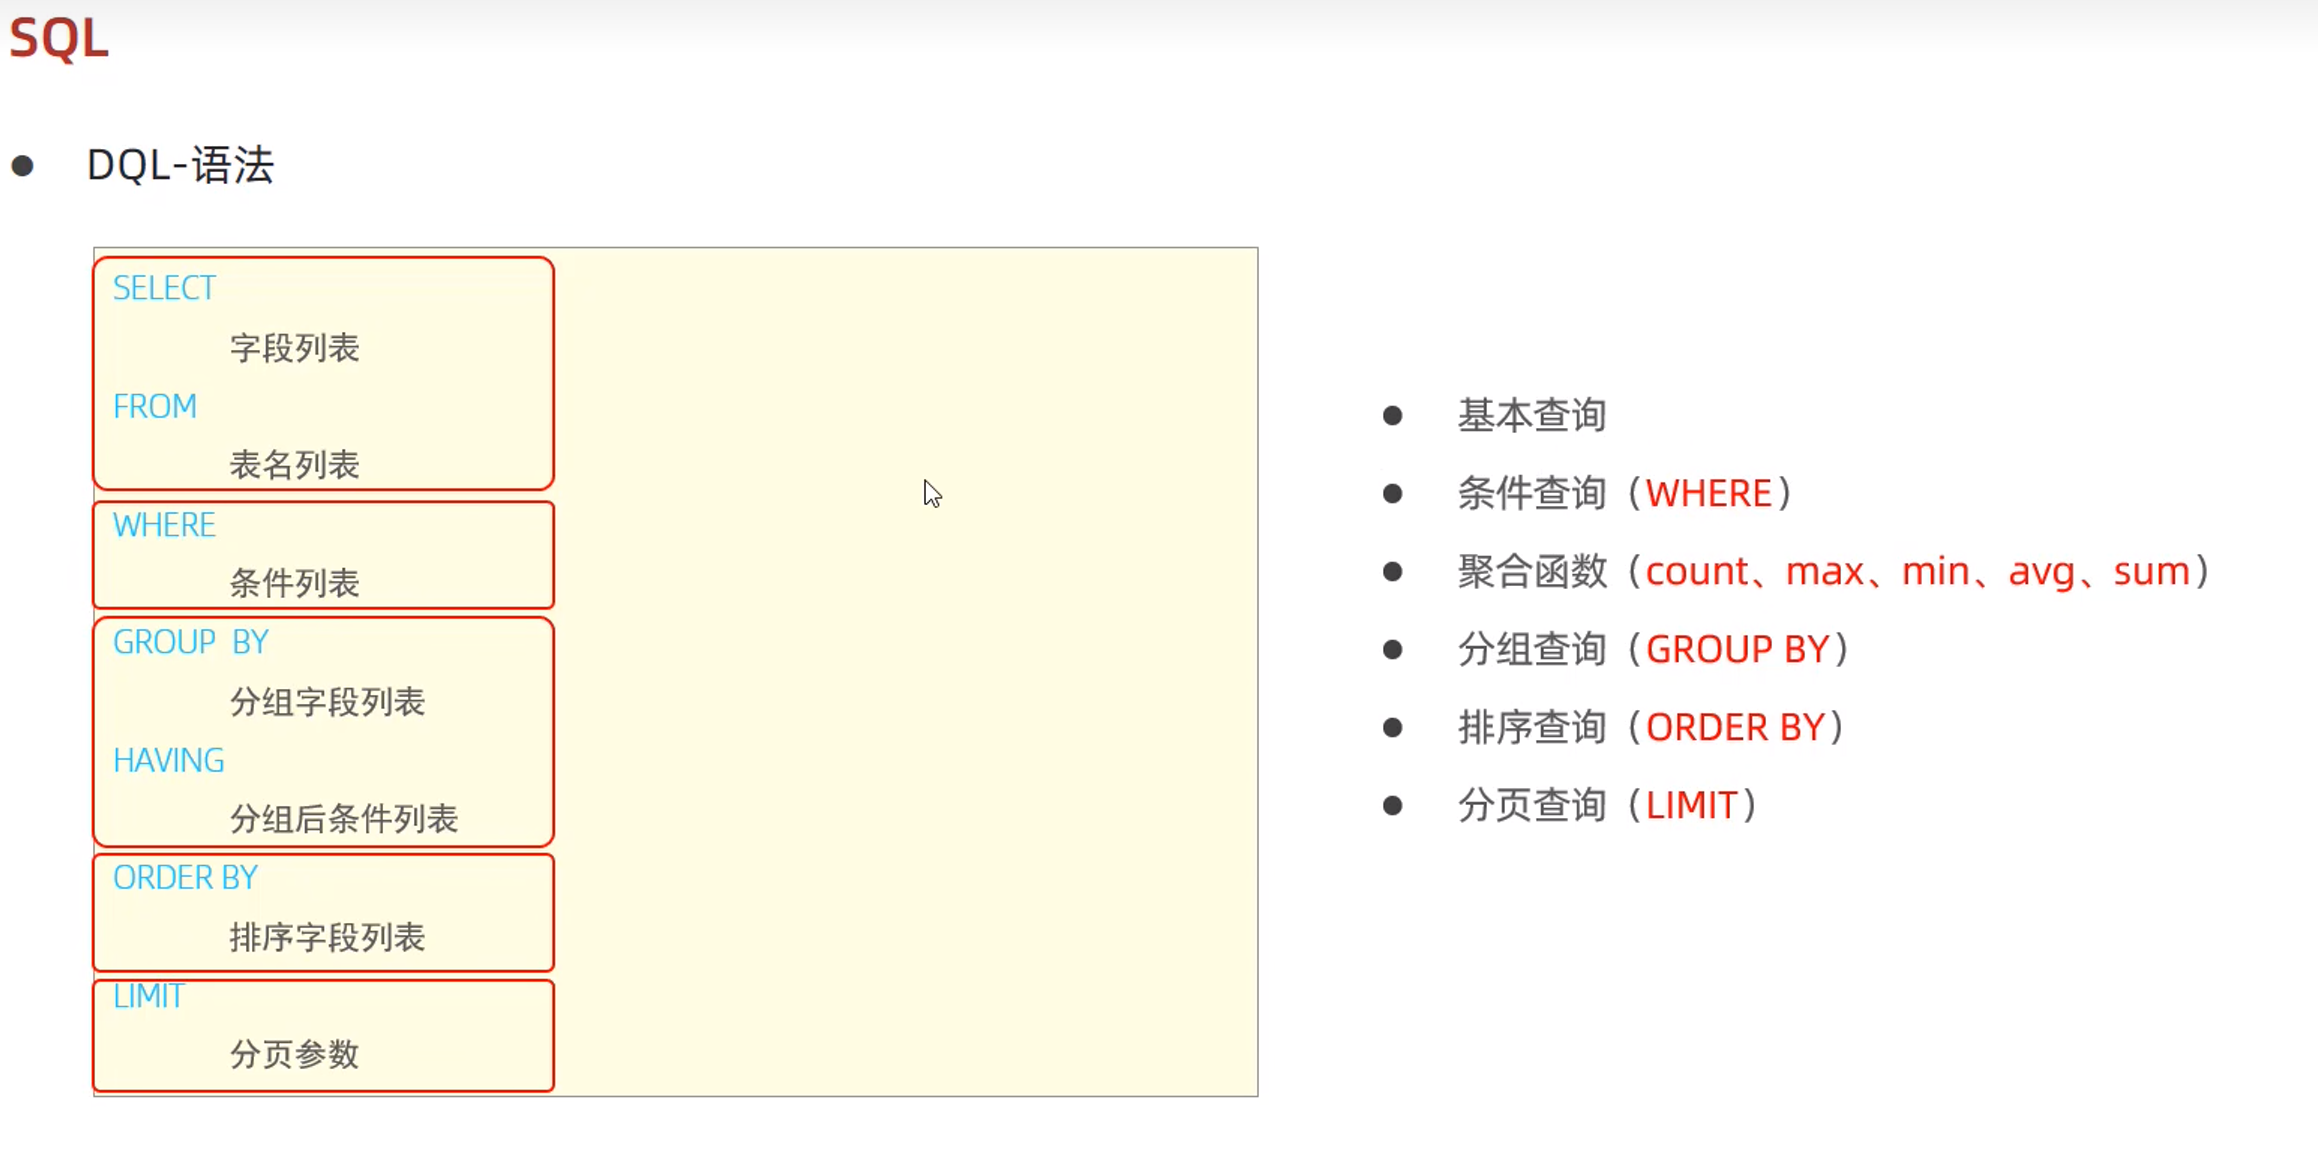 SQL
DQL-语法
SELECT
字段列表
FROM
表名列表
WHERE
条件列表
GROUP BY
分组字段列表
HAVING
分组后条件列表
ORDER BY
排序字段列表
LIMIT
分页参数
基本查询
条件查询（WHERE）
聚合函数（count、max、min、avg、sum）
分组查询（GROUP BY）
排序查询（ORDER BY）
分页查询（LIMIT）